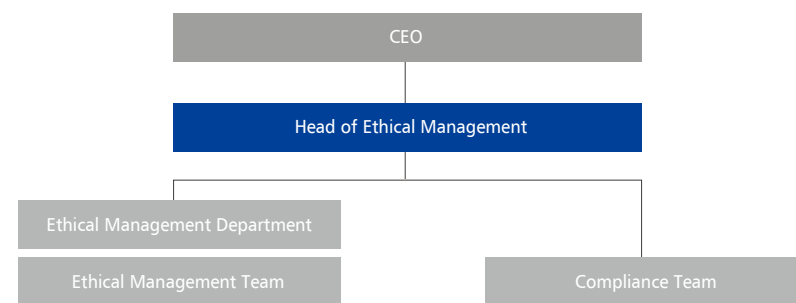 CEO
Head of Ethical Management
Ethical Management Department
Ethical Management Team
Compliance Team